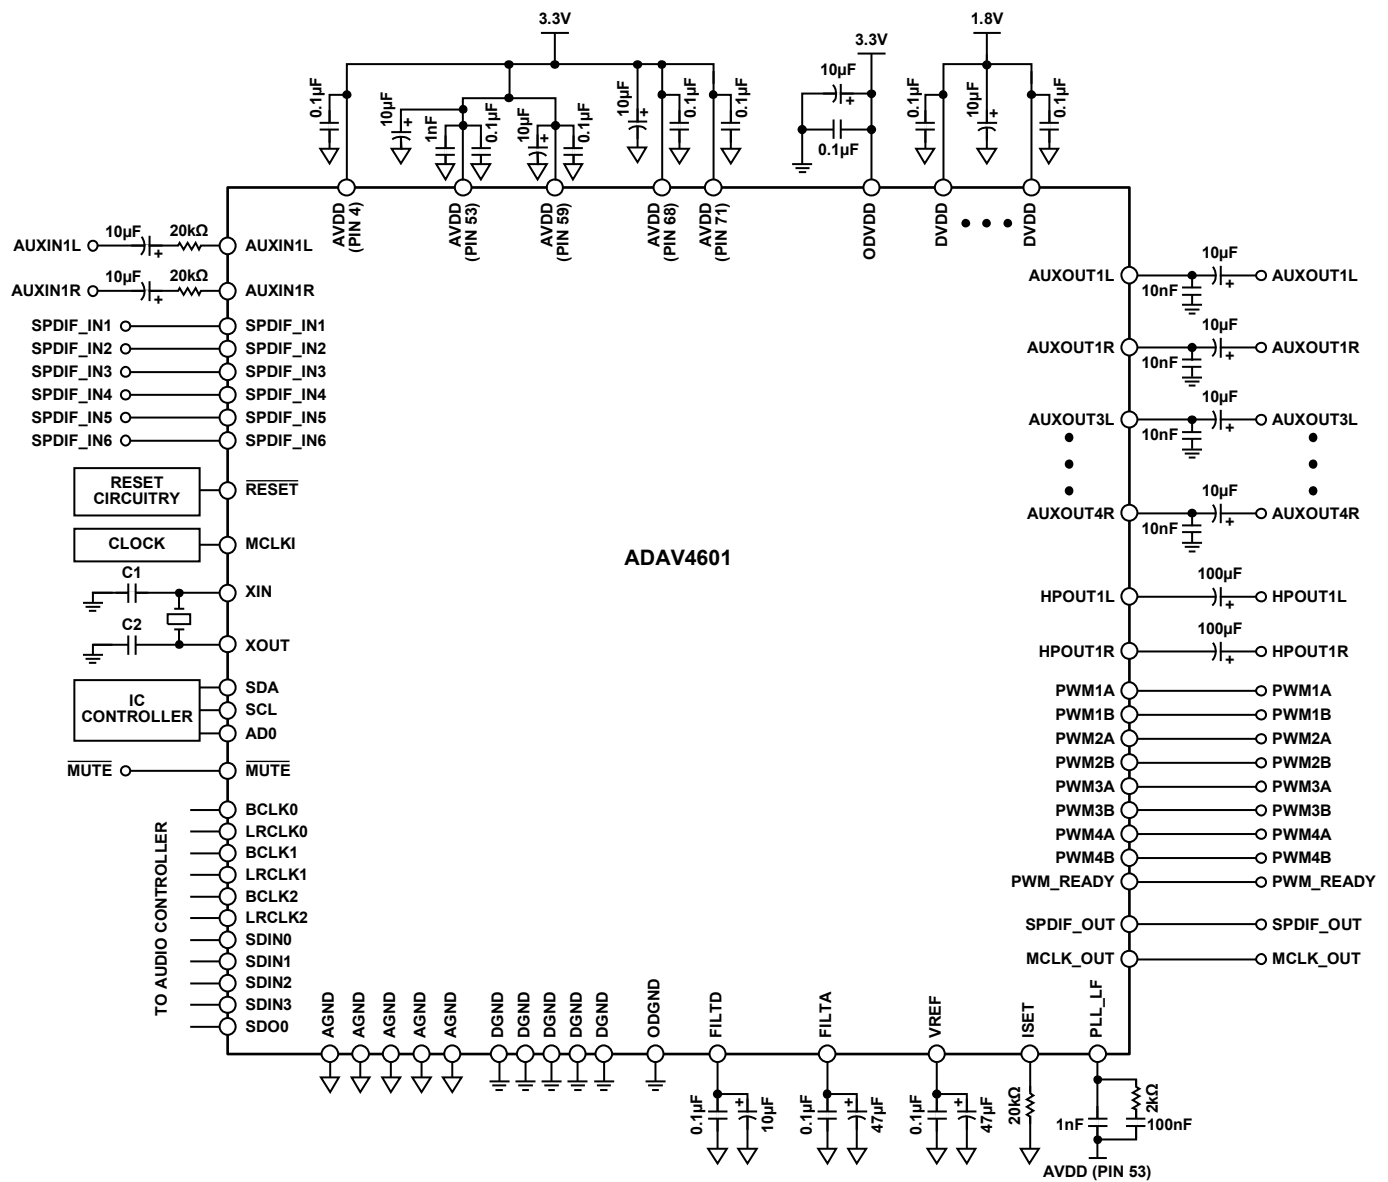 3.3V
3.3V
1.8V
0.1µF
10µF
1nF
0.1µF
10µF
0.1µF
10µF
0.1µF
0.1µF
10µF
0.1µF
0.1µF
10µF
0.1µF
AVDD
(PIN 4)
AVDD
(PIN 53)
AVDD
(PIN 59)
AVDD
(PIN 68)
AVDD
(PIN 71)
ODVDD
DVDD
DVDD
AUXIN1L
10µF
20kΩ
AUXIN1L
AUXIN1R
10µF
20kΩ
AUXIN1R
SPDIF_IN1
SPDIF_IN1
SPDIF_IN2
SPDIF_IN2
SPDIF_IN3
SPDIF_IN3
SPDIF_IN4
SPDIF_IN4
SPDIF_IN5
SPDIF_IN5
SPDIF_IN6
SPDIF_IN6
RESET
CIRCUITRY
RESET
CLOCK
MCLKI
C1
XIN
C2
XOUT
IC
CONTROLLER
SDA
SCL
AD0
MUTE
MUTE
TO AUDIO CONTROLLER
BCLK0
LRCLK0
BCLK1
LRCLK1
BCLK2
LRCLK2
SDIN0
SDIN1
SDIN2
SDIN3
SDO0
ADAV4601
AUXOUT1L
10nF
10µF
AUXOUT1L
AUXOUT1R
10nF
10µF
AUXOUT1R
AUXOUT3L
10nF
10µF
AUXOUT3L
AUXOUT4R
10nF
10µF
AUXOUT4R
HPOUT1L
100µF
HPOUT1L
HPOUT1R
100µF
HPOUT1R
PWM1A
PWM1A
PWM1B
PWM1B
PWM2A
PWM2A
PWM2B
PWM2B
PWM3A
PWM3A
PWM3B
PWM3B
PWM4A
PWM4A
PWM4B
PWM4B
PWM_READY
PWM_READY
SPDIF_OUT
SPDIF_OUT
MCLK_OUT
MCLK_OUT
AGND
AGND
AGND
AGND
AGND
DGND
DGND
DGND
DGND
DGND
ODGND
FILTD
FILTA
VREF
ISET
PLL_LF
0.1µF
10µF
0.1µF
47µF
0.1µF
47µF
20kΩ
1nF
2kΩ
100nF
AVDD (PIN 53)